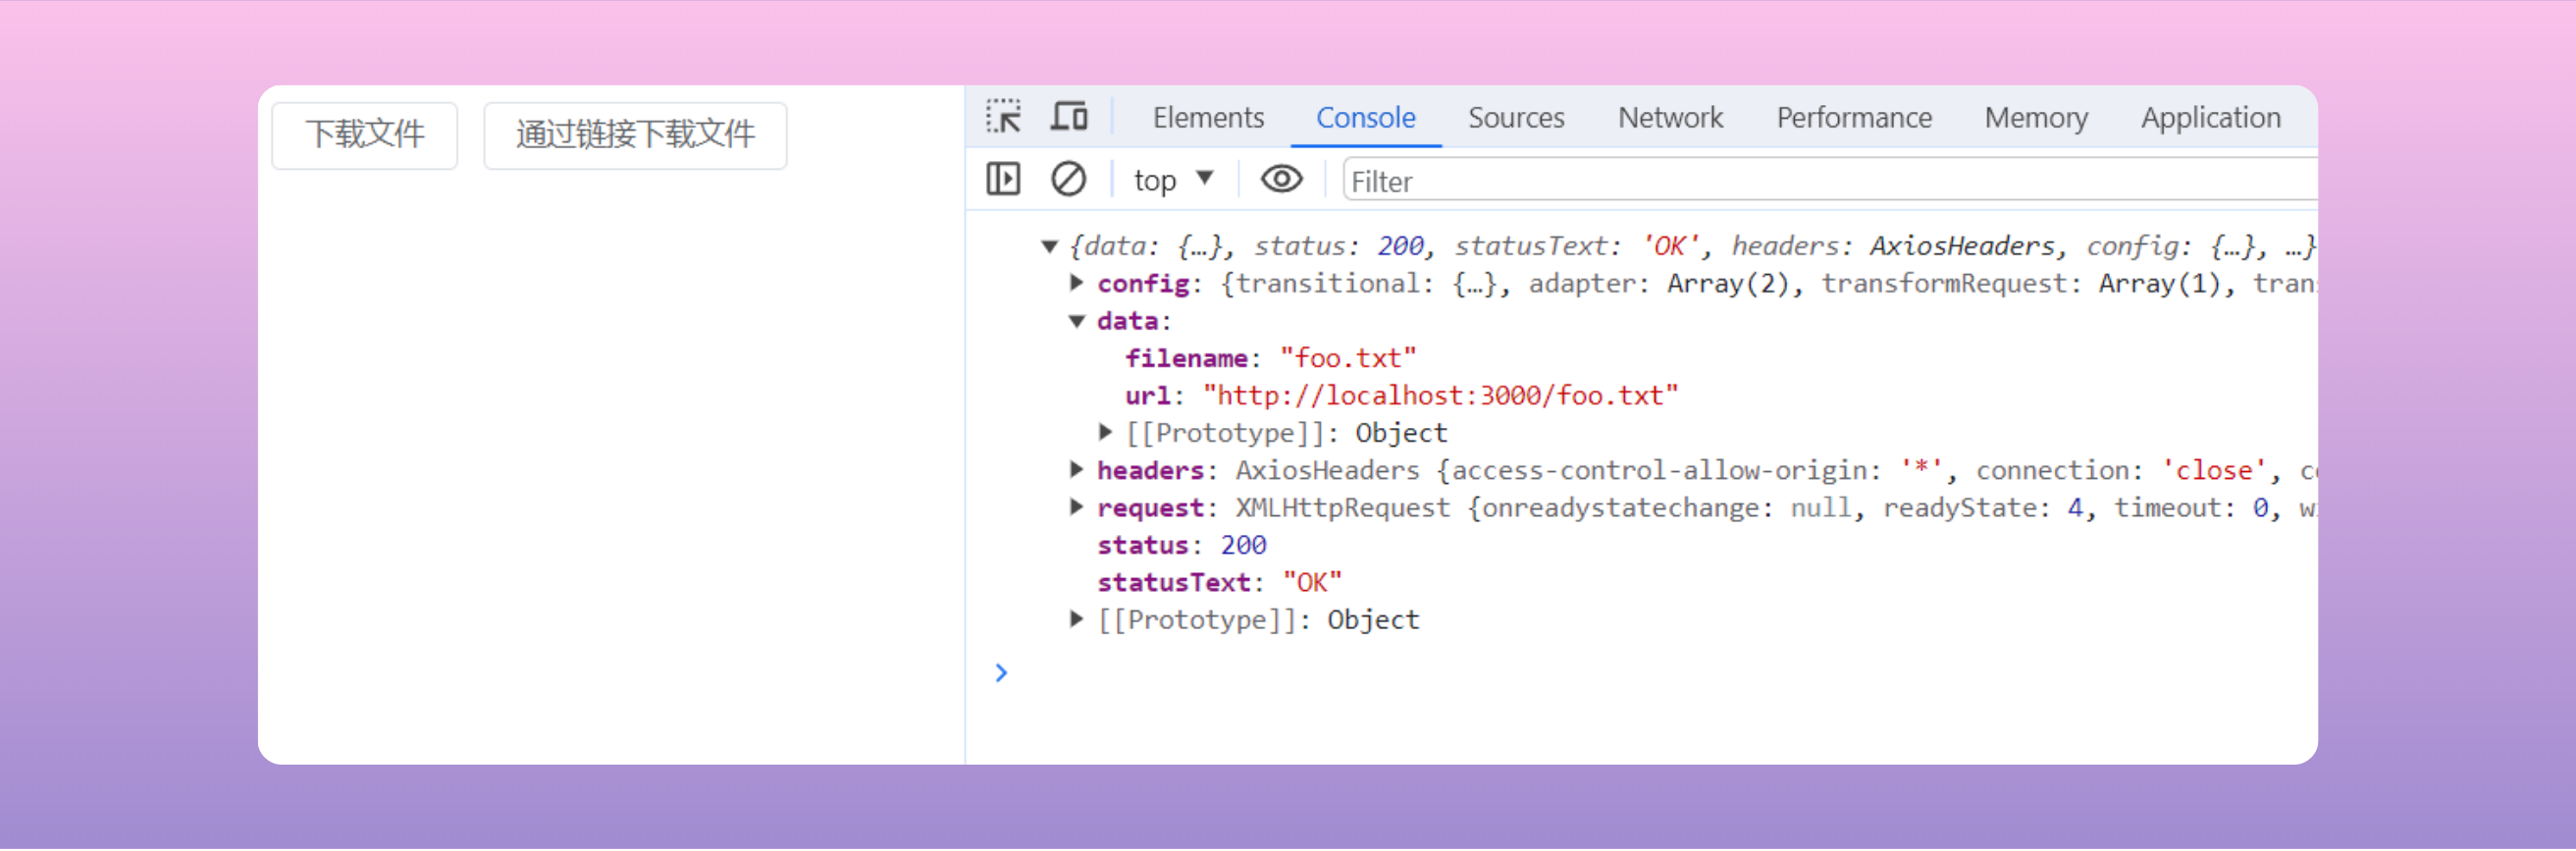 下载文件 通过链接下载文件
Elements Console Sources Network Performance Memory Application
top Filter
{data: {…}, status: 200, statusText: 'OK', headers: AxiosHeaders, config: {…}, …}
config: {transitional: {…}, adapter: Array(2), transformRequest: Array(1), tran
data:
filename: "foo.txt"
url: "http://localhost:3000/foo.txt"
[[Prototype]]: Object
headers: AxiosHeaders {access-control-allow-origin: '*', connection: 'close', c
request: XMLHttpRequest {onreadystatechange: null, readyState: 4, timeout: 0, w
status: 200
statusText: "OK"
[[Prototype]]: Object